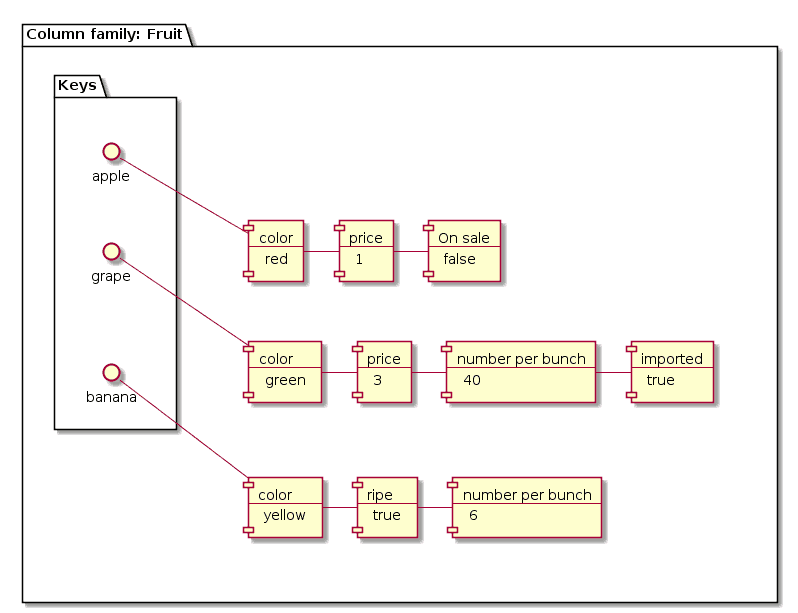 Column family: Fruit
Keys
apple
color
red
price
1
On sale
false
grape
color
green
price
3
number per bunch
40
imported
true
banana
color
yellow
ripe
true
number per bunch
6